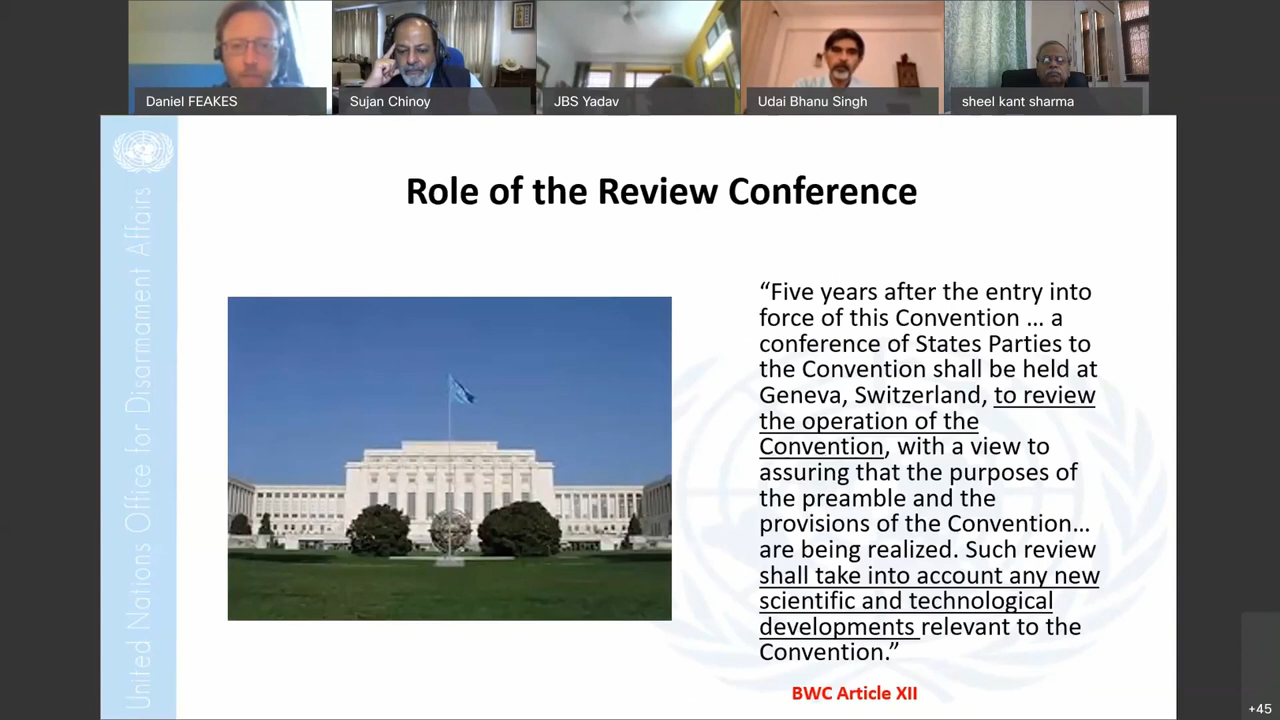 Daniel FEAKES
Sujan Chinoy
JBS Yadav
Udai Bhanu Singh
sheel kant sharma
United Nations Office for Disarmament Affairs
Role of the Review Conference
“Five years after the entry into
force of this Convention … a
conference of States Parties to
the Convention shall be held at
Geneva, Switzerland, to review
the operation of the
Convention, with a view to
assuring that the purposes of
the preamble and the
provisions of the Convention…
are being realized. Such review
shall take into account any new
scientific and technological
developments relevant to the
Convention.”
BWC Article XII
+45